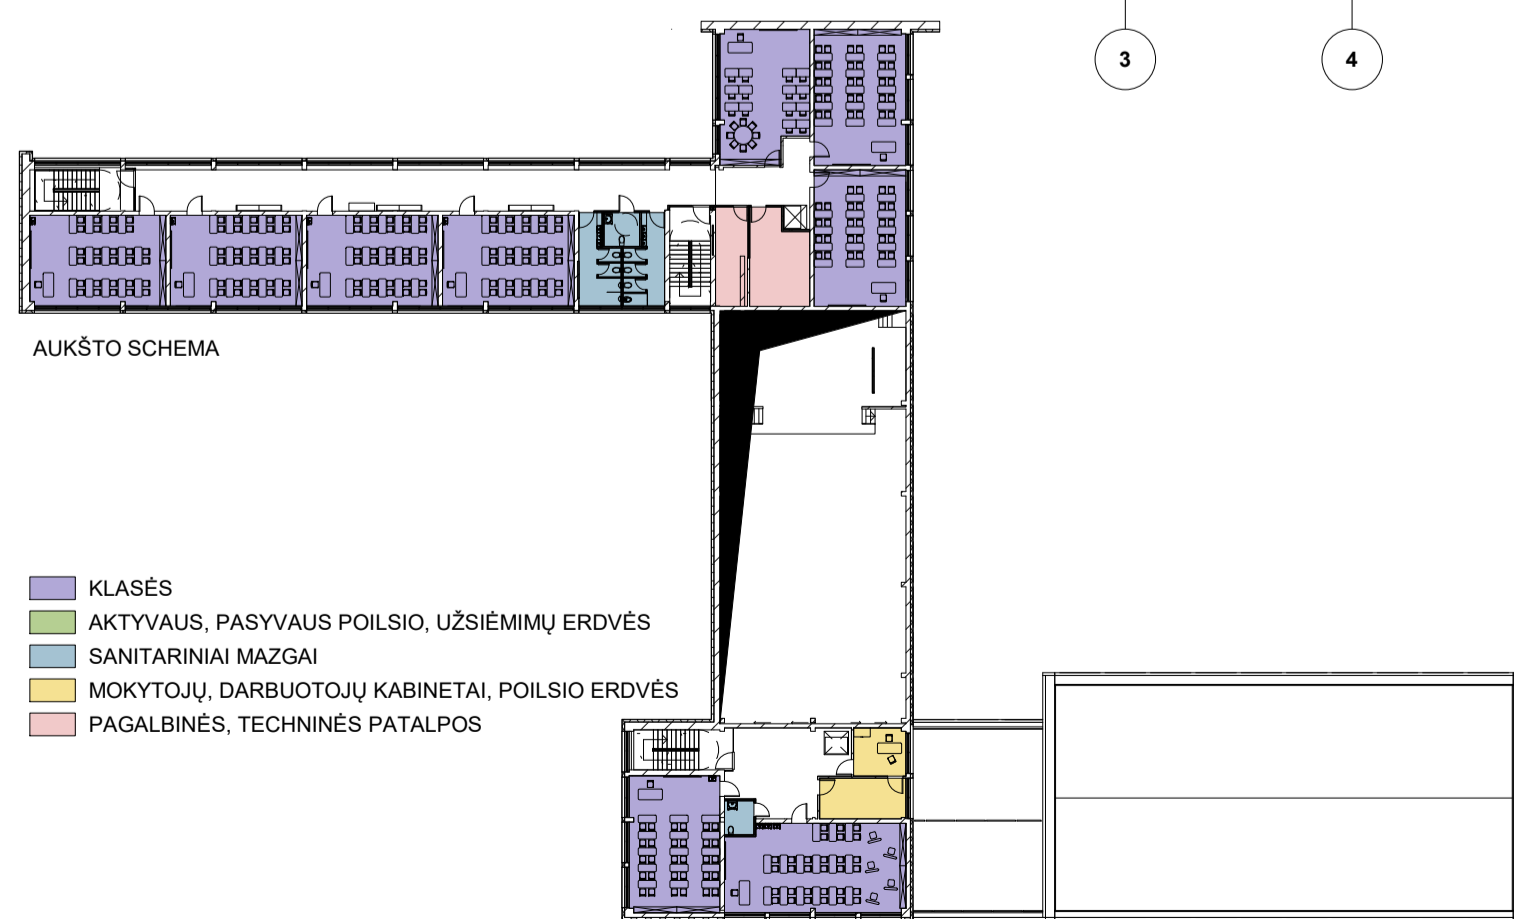 3
4
AUKŠTO SCHEMA
KLASĖS
AKTYVAUS, PASYVAUS POILSIO, UŽSIĖMIMŲ ERDVĖS
SANITARINIAI MAZGAI
MOKYTOJŲ, DARBUOTOJŲ KABINETAI, POILSIO ERDVĖS
PAGALBINĖS, TECHNINĖS PATALPOS